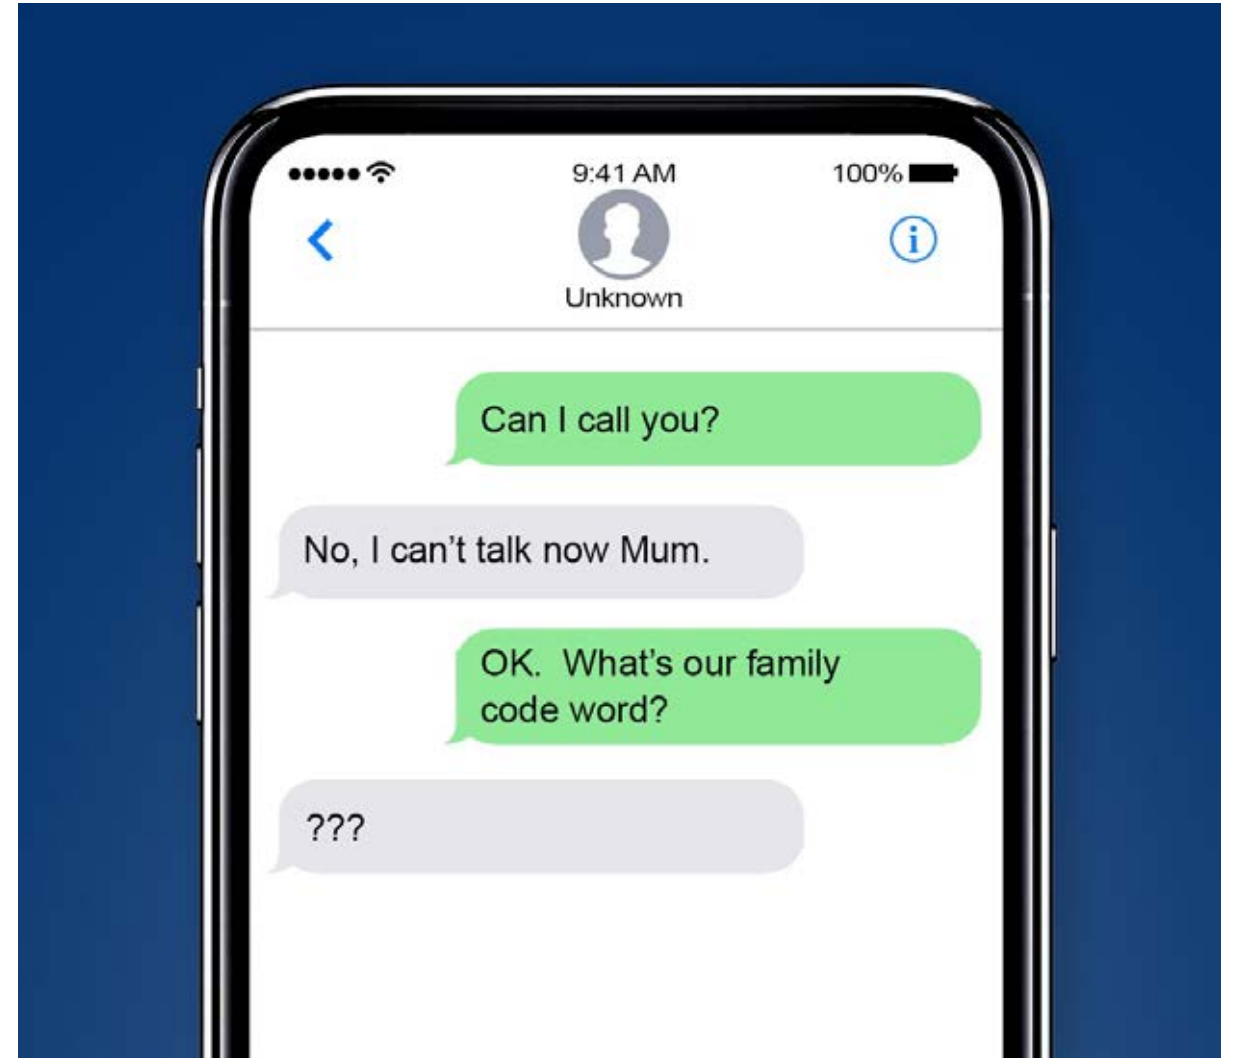 9:41 AM
100%
Unknown
Can I call you?
No, I can't talk now Mum.
OK.  What's our family
code word?
???